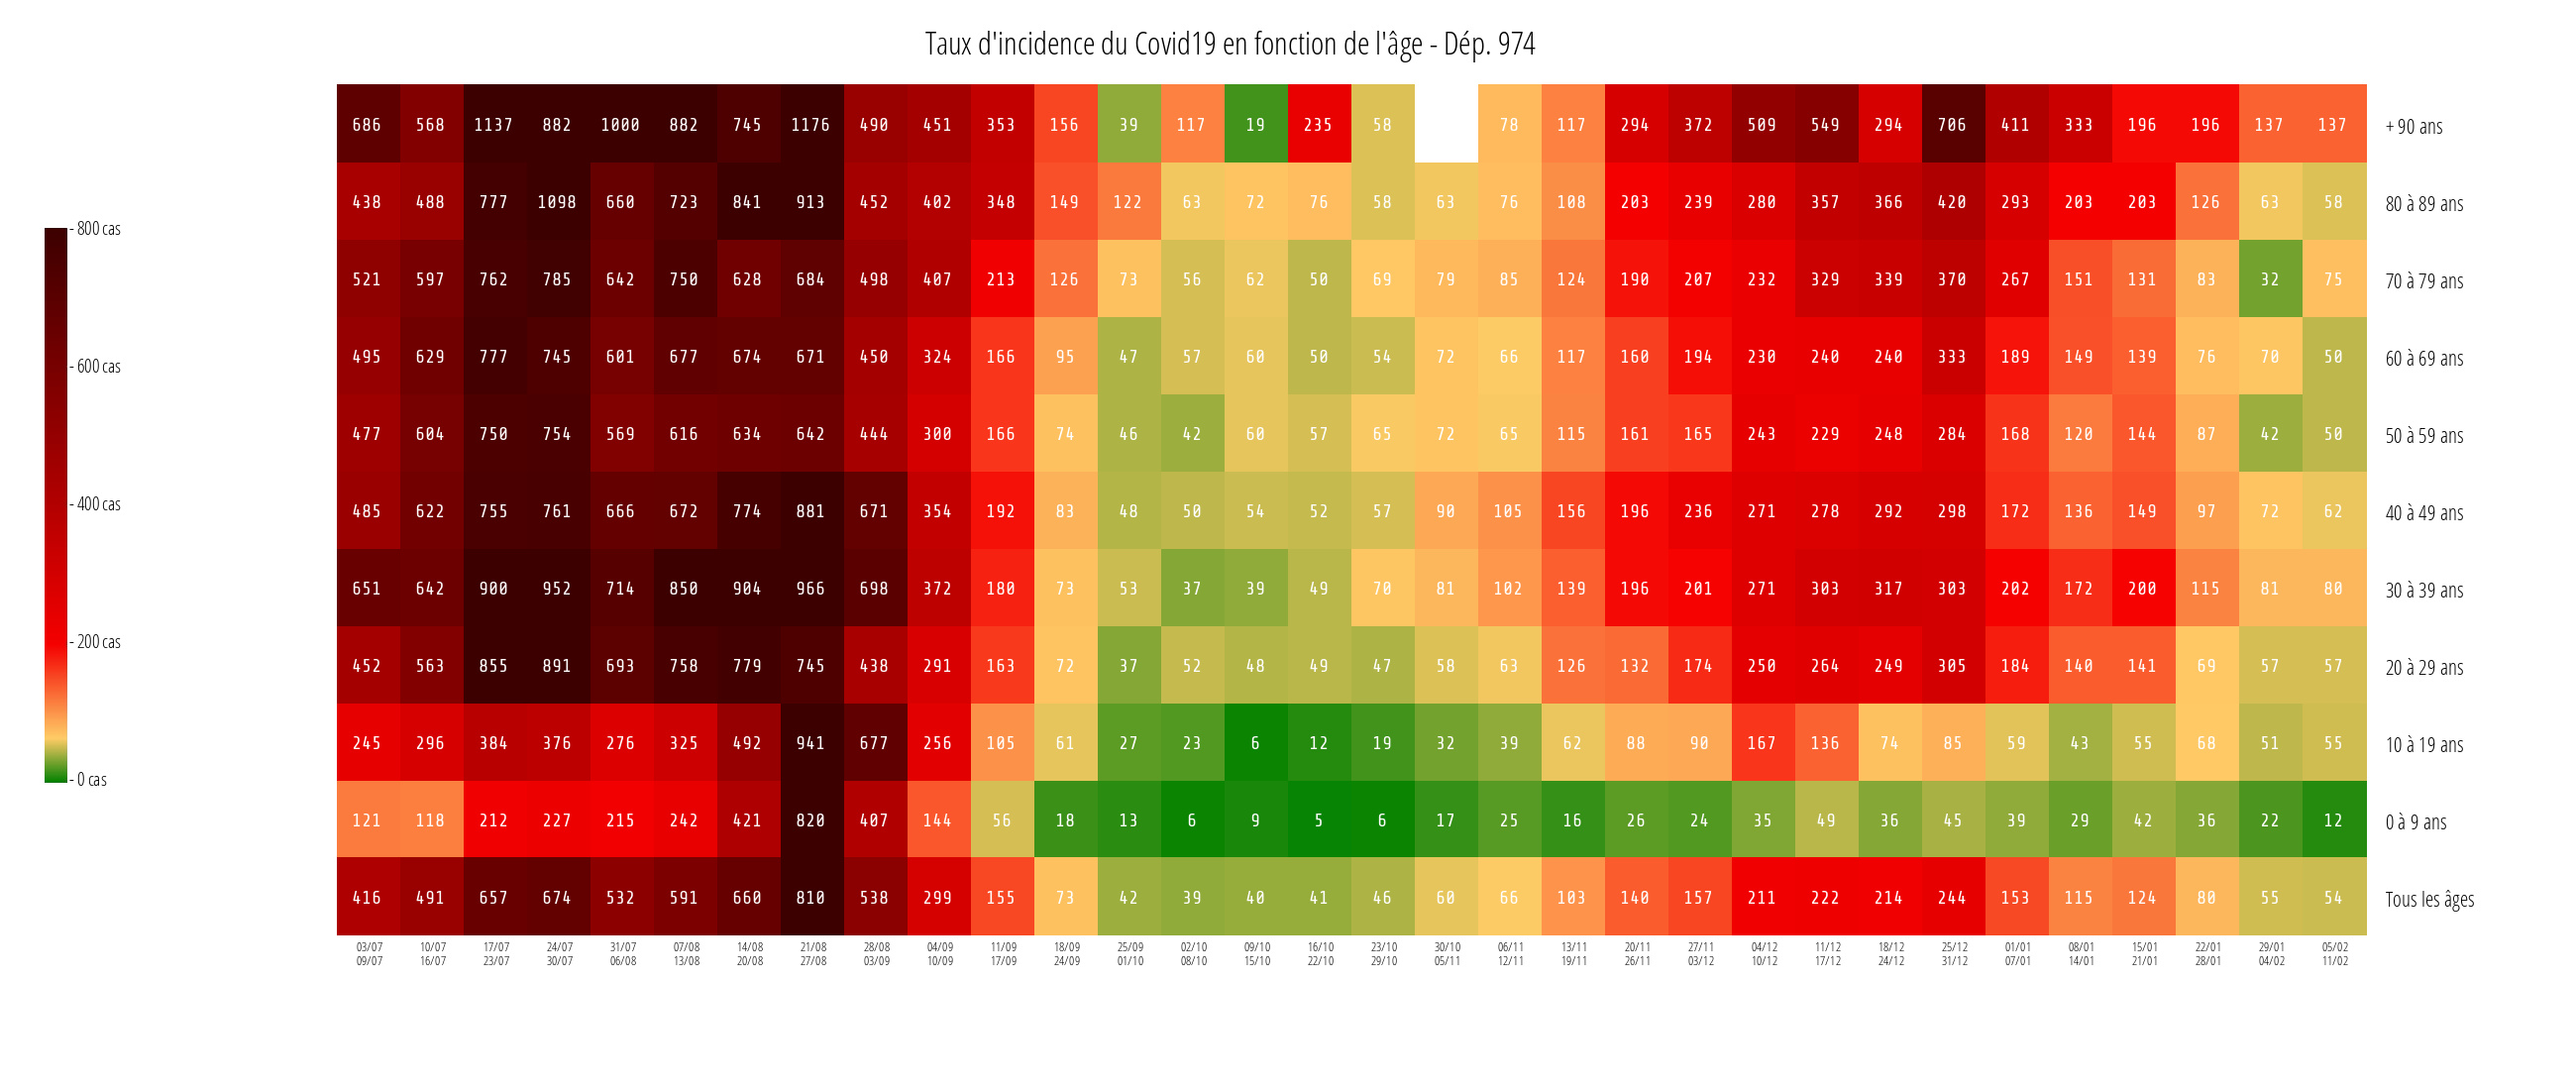 Taux d'incidence du Covid19 en fonction de l'âge - Dép. 974
- 800 cas
- 600 cas
- 400 cas
- 200 cas
- 0 cas
686 568 1137 882 1000 882 745 1176 490 451 353 156 39 117 19 235 58 78 117 294 372 509 549 294 706 411 333 196 196 137 137 + 90 ans
438 488 777 1098 660 723 841 913 452 402 348 149 122 63 72 76 58 63 76 108 203 239 280 357 366 420 293 203 203 126 63 58 80 à 89 ans
521 597 762 785 642 750 628 684 498 407 213 126 73 56 62 50 69 79 85 124 190 207 232 329 339 370 267 151 131 83 32 75 70 à 79 ans
495 629 777 745 601 677 674 671 450 324 166 95 47 57 60 50 54 72 66 117 160 194 230 240 240 333 189 149 139 76 70 50 60 à 69 ans
477 604 750 754 569 616 634 642 444 300 166 74 46 42 60 57 65 72 65 115 161 165 243 229 248 284 168 120 144 87 42 50 50 à 59 ans
485 622 755 761 666 672 774 881 671 354 192 83 48 50 54 52 57 90 105 156 196 236 271 278 292 298 172 136 149 97 72 62 40 à 49 ans
651 642 900 952 714 850 904 966 698 372 180 73 53 37 39 49 70 81 102 139 196 201 271 303 317 303 202 172 200 115 81 80 30 à 39 ans
452 563 855 891 693 758 779 745 438 291 163 72 37 52 48 49 47 58 63 126 132 174 250 264 249 305 184 140 141 69 57 57 20 à 29 ans
245 296 384 376 276 325 492 941 677 256 105 61 27 23 6 12 19 32 39 62 88 90 167 136 74 85 59 43 55 68 51 55 10 à 19 ans
121 118 212 227 215 242 421 820 407 144 56 18 13 6 9 5 6 17 25 16 26 24 35 49 36 45 39 29 42 36 22 12 0 à 9 ans
416 491 657 674 532 591 660 810 538 299 155 73 42 39 40 41 46 60 66 103 140 157 211 222 214 244 153 115 124 80 55 54 Tous les âges
03/07 10/07 17/07 24/07 31/07 07/08 14/08 21/08 28/08 04/09 11/09 18/09 25/09 02/10 09/10 16/10 23/10 30/10 06/11 13/11 20/11 27/11 04/12 11/12 18/12 25/12 01/01 08/01 15/01 22/01 29/01 05/02
09/07 16/07 23/07 30/07 06/08 13/08 20/08 27/08 03/09 10/09 17/09 24/09 01/10 08/10 15/10 22/10 29/10 05/11 12/11 19/11 26/11 03/12 10/12 17/12 24/12 31/12 07/01 14/01 21/01 28/01 04/02 11/02